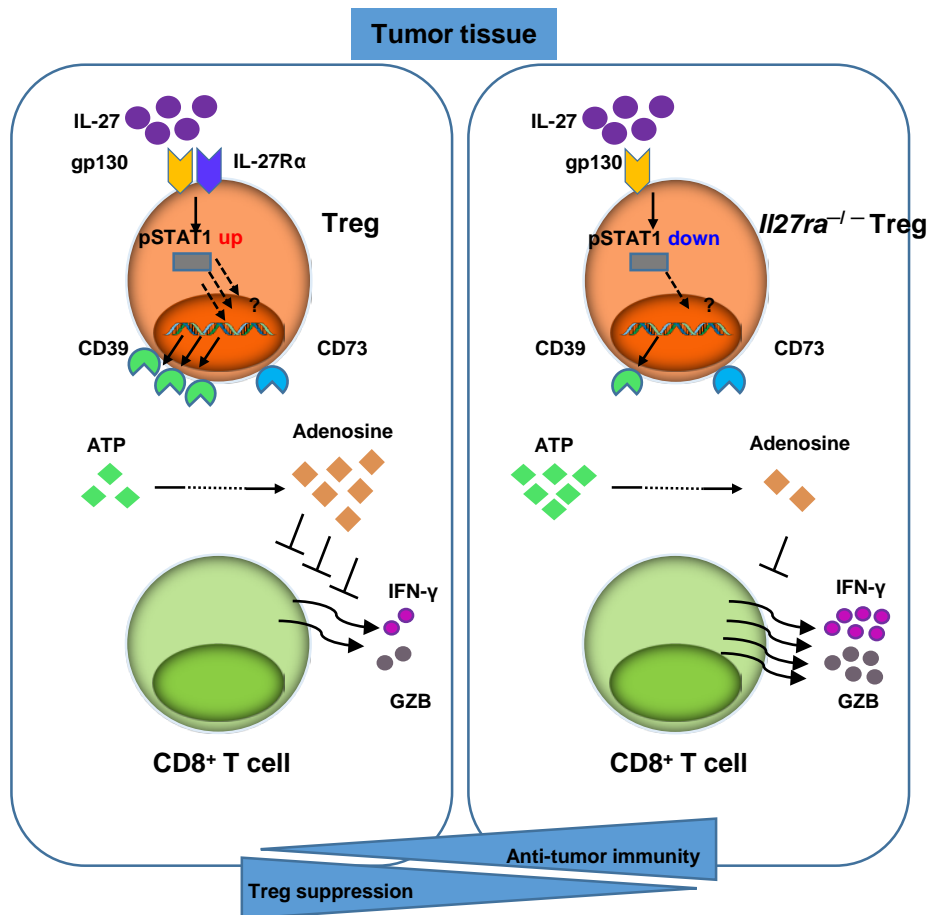 Tumor tissue
IL-27
gp130
IL-27Rα
Treg
pSTAT1 up
?
CD39
CD73
ATP
Adenosine
IFN-γ
GZB
CD8⁺ T cell
IL-27
gp130
Il27ra⁻/⁻ Treg
pSTAT1 down
?
CD39
CD73
ATP
Adenosine
IFN-γ
GZB
CD8⁺ T cell
Anti-tumor immunity
Treg suppression